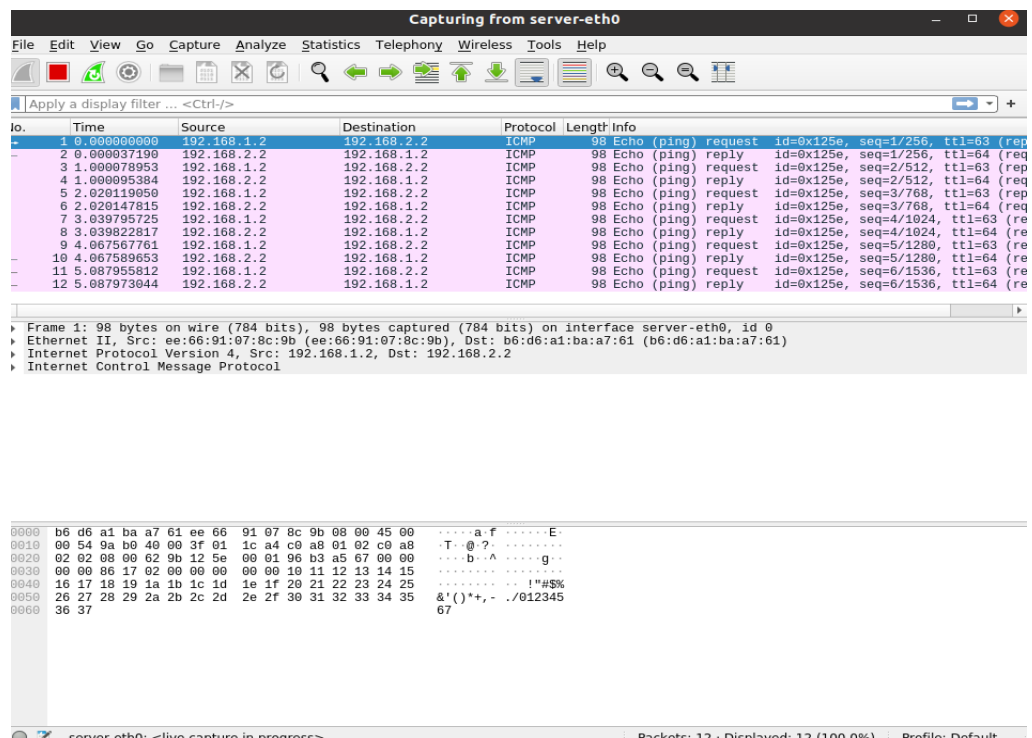 Capturing from server-eth0
File Edit View Go Capture Analyze Statistics Telephony Wireless Tools Help
Apply a display filter ... <Ctrl-/>
No. Time Source Destination Protocol Length Info
1 0.000000000 192.168.1.2 192.168.2.2 ICMP 98 Echo (ping) request id=0x125e, seq=1/256, ttl=63 (rep
2 0.000037190 192.168.2.2 192.168.1.2 ICMP 98 Echo (ping) reply id=0x125e, seq=1/256, ttl=64 (req
3 1.000078953 192.168.1.2 192.168.2.2 ICMP 98 Echo (ping) request id=0x125e, seq=2/512, ttl=63 (rep
4 1.000095384 192.168.2.2 192.168.1.2 ICMP 98 Echo (ping) reply id=0x125e, seq=2/512, ttl=64 (req
5 2.020119050 192.168.1.2 192.168.2.2 ICMP 98 Echo (ping) request id=0x125e, seq=3/768, ttl=63 (rep
6 2.020147815 192.168.2.2 192.168.1.2 ICMP 98 Echo (ping) reply id=0x125e, seq=3/768, ttl=64 (req
7 3.039795725 192.168.1.2 192.168.2.2 ICMP 98 Echo (ping) request id=0x125e, seq=4/1024, ttl=63 (re
8 3.039822817 192.168.2.2 192.168.1.2 ICMP 98 Echo (ping) reply id=0x125e, seq=4/1024, ttl=64 (re
9 4.067567761 192.168.1.2 192.168.2.2 ICMP 98 Echo (ping) request id=0x125e, seq=5/1280, ttl=63 (re
10 4.067589653 192.168.2.2 192.168.1.2 ICMP 98 Echo (ping) reply id=0x125e, seq=5/1280, ttl=64 (re
11 5.087955812 192.168.1.2 192.168.2.2 ICMP 98 Echo (ping) request id=0x125e, seq=6/1536, ttl=63 (re
12 5.087973044 192.168.2.2 192.168.1.2 ICMP 98 Echo (ping) reply id=0x125e, seq=6/1536, ttl=64 (re
Frame 1: 98 bytes on wire (784 bits), 98 bytes captured (784 bits) on interface server-eth0, id 0
Ethernet II, Src: ee:66:91:07:8c:9b (ee:66:91:07:8c:9b), Dst: b6:d6:a1:ba:a7:61 (b6:d6:a1:ba:a7:61)
Internet Protocol Version 4, Src: 192.168.1.2, Dst: 192.168.2.2
Internet Control Message Protocol
0000 b6 d6 a1 ba a7 61 ee 66 91 07 8c 9b 08 00 45 00 ·····a·f ······E·
0010 00 54 9a b0 40 00 3f 01 1c a4 c0 a8 01 02 c0 a8 ·T··@·?· ········
0020 02 02 08 00 62 9b 12 5e 00 01 96 b3 a5 67 00 00 ····b··^ ·····g··
0030 00 00 86 17 02 00 00 00 00 00 10 11 12 13 14 15 ········ ········
0040 16 17 18 19 1a 1b 1c 1d 1e 1f 20 21 22 23 24 25 ········ ·· !"#$%
0050 26 27 28 29 2a 2b 2c 2d 2e 2f 30 31 32 33 34 35 &'()*+,- ./012345
0060 36 37 67
server-eth0: <live capture in progress> Packets: 12 · Displayed: 12 (100.0%) Profile: Default